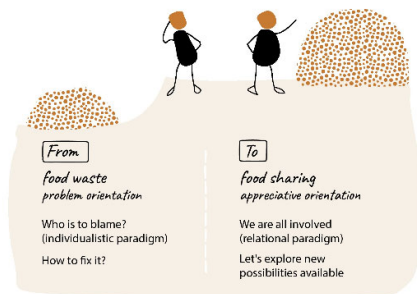 From
food waste
problem orientation
Who is to blame?
(individualistic paradigm)
How to fix it?
To
food sharing
appreciative orientation
We are all involved
(relational paradigm)
Let's explore new
possibilities available